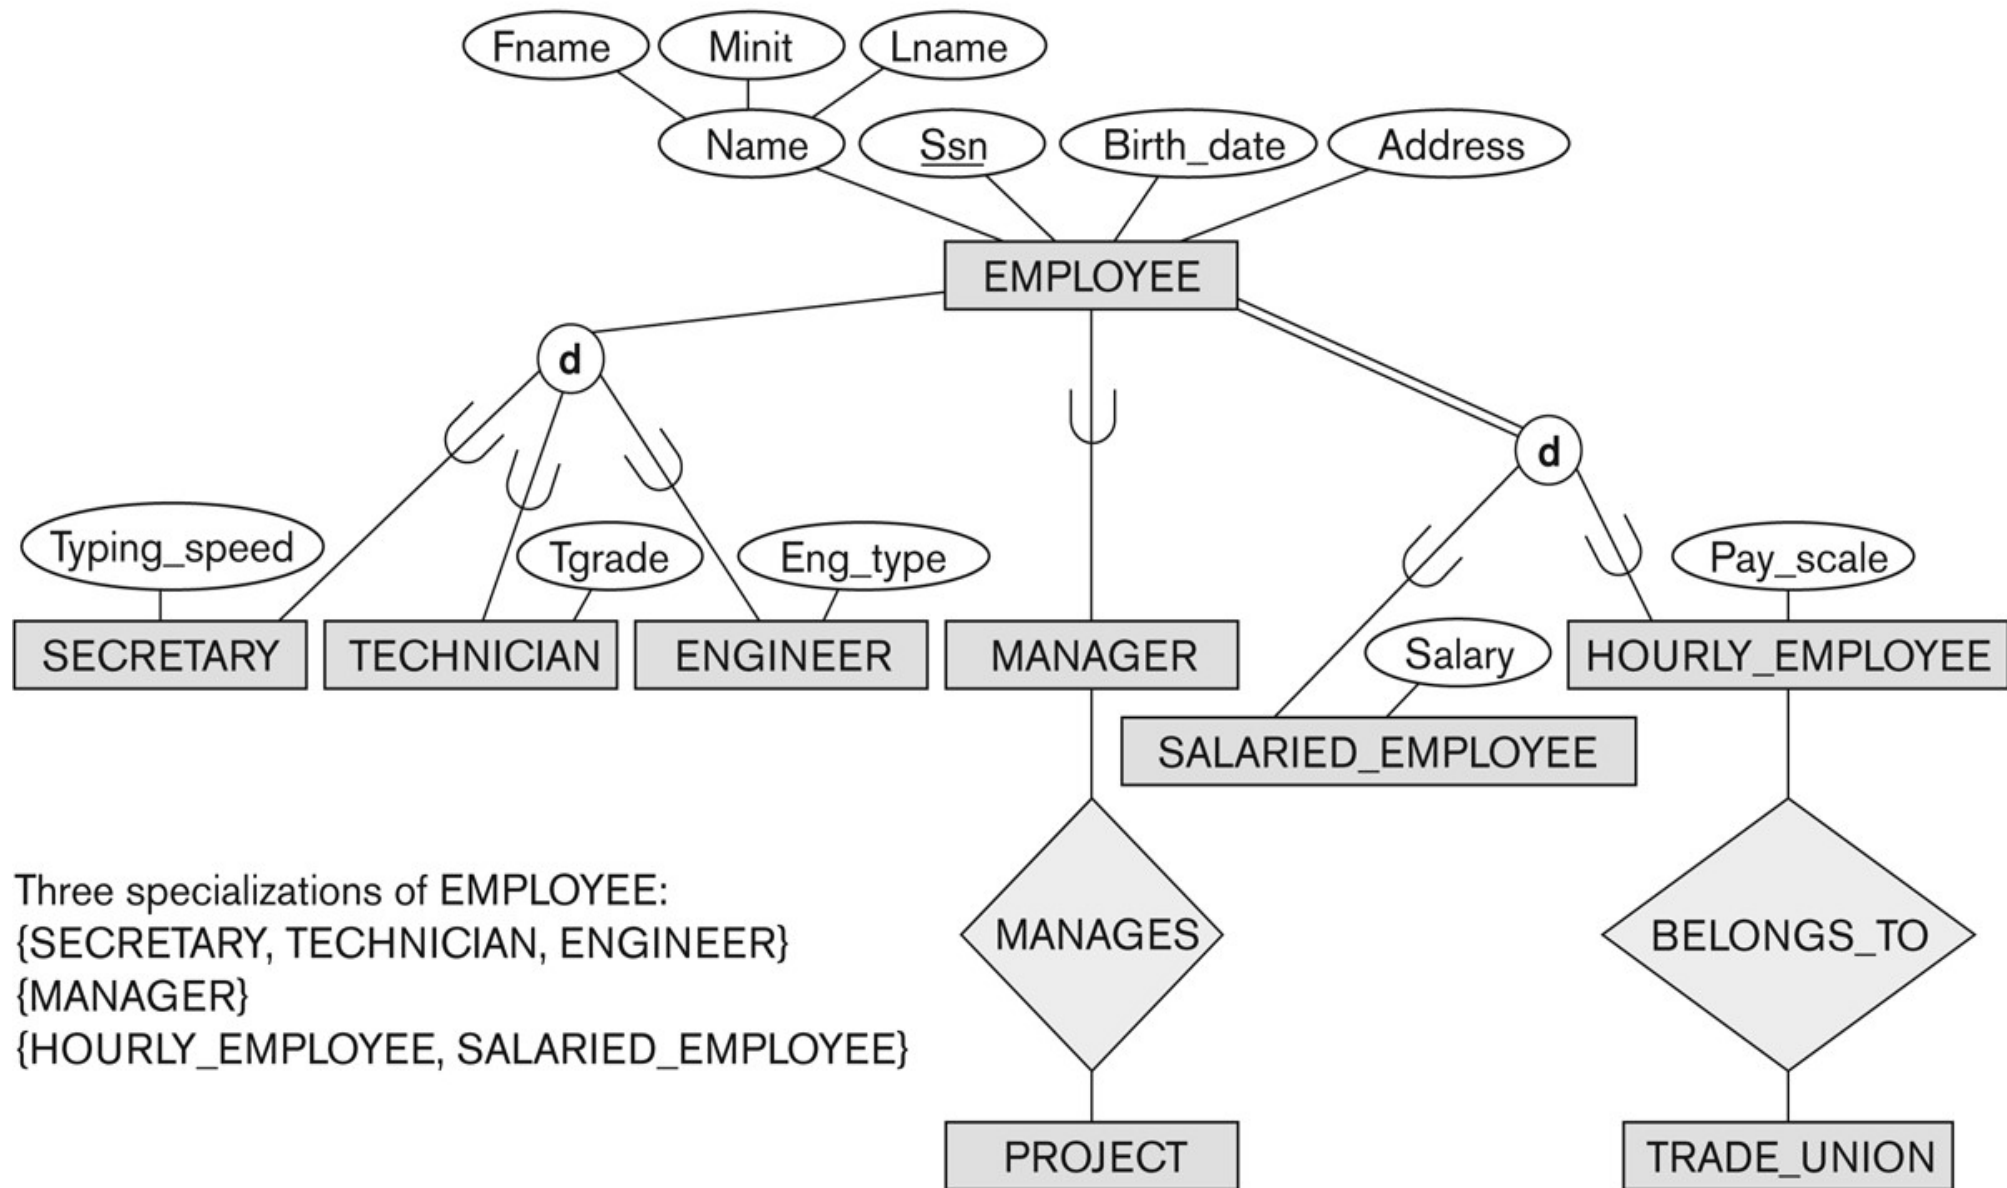 Fname
Minit
Lname
Name
Ssn
Birth_date
Address
EMPLOYEE
d
d
Typing_speed
Tgrade
Eng_type
Pay_scale
SECRETARY
TECHNICIAN
ENGINEER
MANAGER
Salary
HOURLY_EMPLOYEE
SALARIED_EMPLOYEE
Three specializations of EMPLOYEE:
{SECRETARY, TECHNICIAN, ENGINEER}
{MANAGER}
{HOURLY_EMPLOYEE, SALARIED_EMPLOYEE}
MANAGES
BELONGS_TO
PROJECT
TRADE_UNION